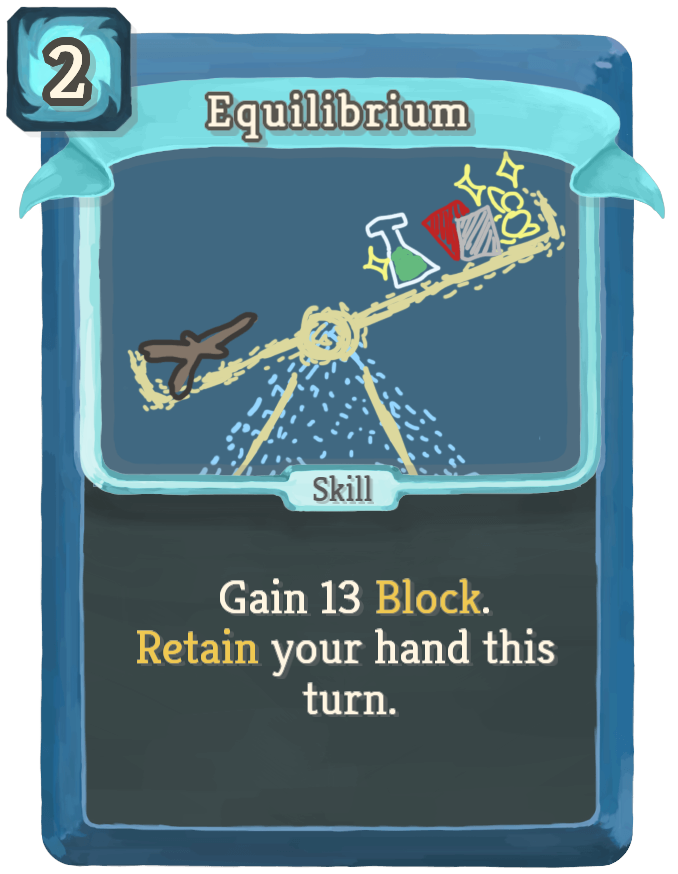 2
Equilibrium
Skill
Gain 13 Block.
Retain your hand this
turn.